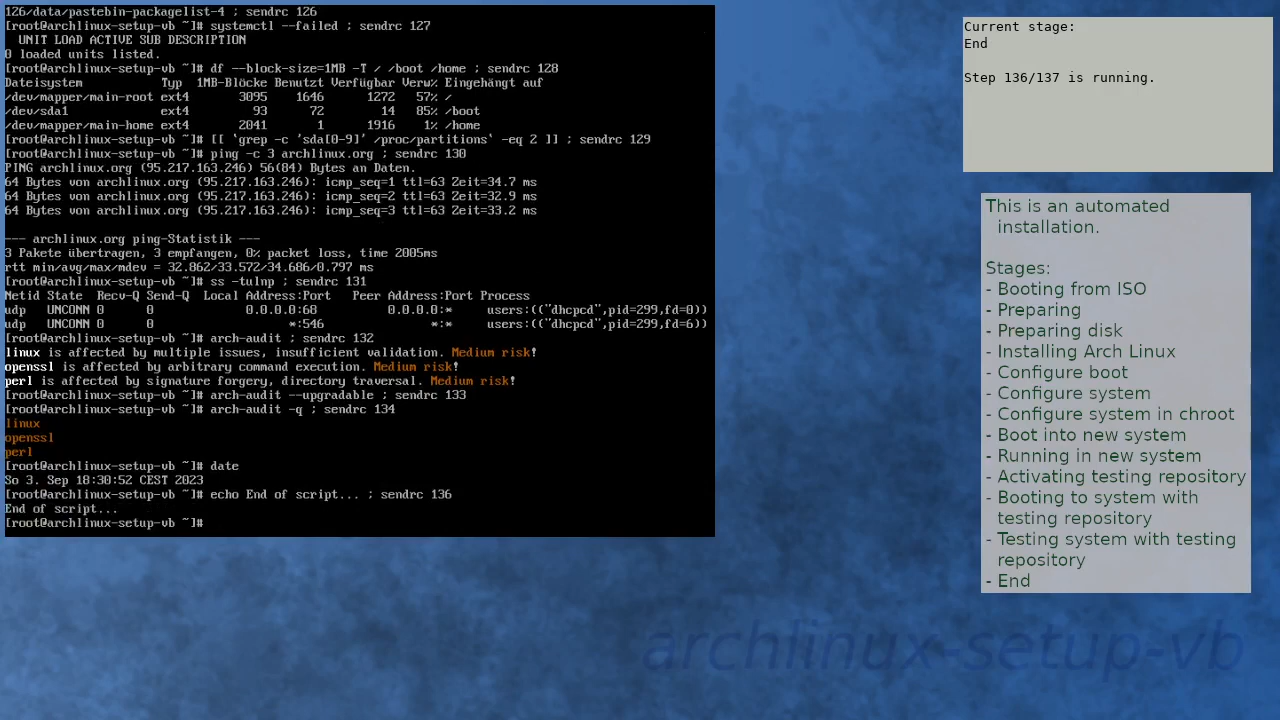 126/data/pastebin-packagelist-4 ; sendrc 126
[root@archlinux-setup-vb ~]# systemctl --failed ; sendrc 127
  UNIT LOAD ACTIVE SUB DESCRIPTION
0 loaded units listed.
[root@archlinux-setup-vb ~]# df --block-size=1MB -T / /boot /home ; sendrc 128
Dateisystem           Typ  1MB-Blöcke Benutzt Verfügbar Verw% Eingehängt auf
/dev/mapper/main-root ext4       3095    1646      1272   57% /
/dev/sda1             ext4         93      72        14   85% /boot
/dev/mapper/main-home ext4       2041       1      1916    1% /home
[root@archlinux-setup-vb ~]# [[ `grep -c 'sda[0-9]' /proc/partitions` -eq 2 ]] ; sendrc 129
[root@archlinux-setup-vb ~]# ping -c 3 archlinux.org ; sendrc 130
PING archlinux.org (95.217.163.246) 56(84) Bytes an Daten.
64 Bytes von archlinux.org (95.217.163.246): icmp_seq=1 ttl=63 Zeit=34.7 ms
64 Bytes von archlinux.org (95.217.163.246): icmp_seq=2 ttl=63 Zeit=32.9 ms
64 Bytes von archlinux.org (95.217.163.246): icmp_seq=3 ttl=63 Zeit=33.2 ms

--- archlinux.org ping-Statistik ---
3 Pakete übertragen, 3 empfangen, 0% packet loss, time 2005ms
rtt min/avg/max/mdev = 32.862/33.572/34.686/0.797 ms
[root@archlinux-setup-vb ~]# ss -tulnp ; sendrc 131
Netid State  Recv-Q Send-Q  Local Address:Port   Peer Address:Port Process
udp   UNCONN 0      0             0.0.0.0:68          0.0.0.0:*     users:(("dhcpcd",pid=299,fd=0))
udp   UNCONN 0      0                   *:546               *:*     users:(("dhcpcd",pid=299,fd=6))
[root@archlinux-setup-vb ~]# arch-audit ; sendrc 132
linux is affected by multiple issues, insufficient validation. Medium risk!
openssl is affected by arbitrary command execution. Medium risk!
perl is affected by signature forgery, directory traversal. Medium risk!
[root@archlinux-setup-vb ~]# arch-audit --upgradable ; sendrc 133
[root@archlinux-setup-vb ~]# arch-audit -q ; sendrc 134
linux
openssl
perl
[root@archlinux-setup-vb ~]# date
So 3. Sep 18:30:52 CEST 2023
[root@archlinux-setup-vb ~]# echo End of script... ; sendrc 136
End of script...
[root@archlinux-setup-vb ~]#
Current stage:
End

Step 136/137 is running.
This is an automated
installation.

Stages:
- Booting from ISO
- Preparing
- Preparing disk
- Installing Arch Linux
- Configure boot
- Configure system
- Configure system in chroot
- Boot into new system
- Running in new system
- Activating testing repository
- Booting to system with
testing repository
- Testing system with testing
repository
- End
archlinux-setup-vb